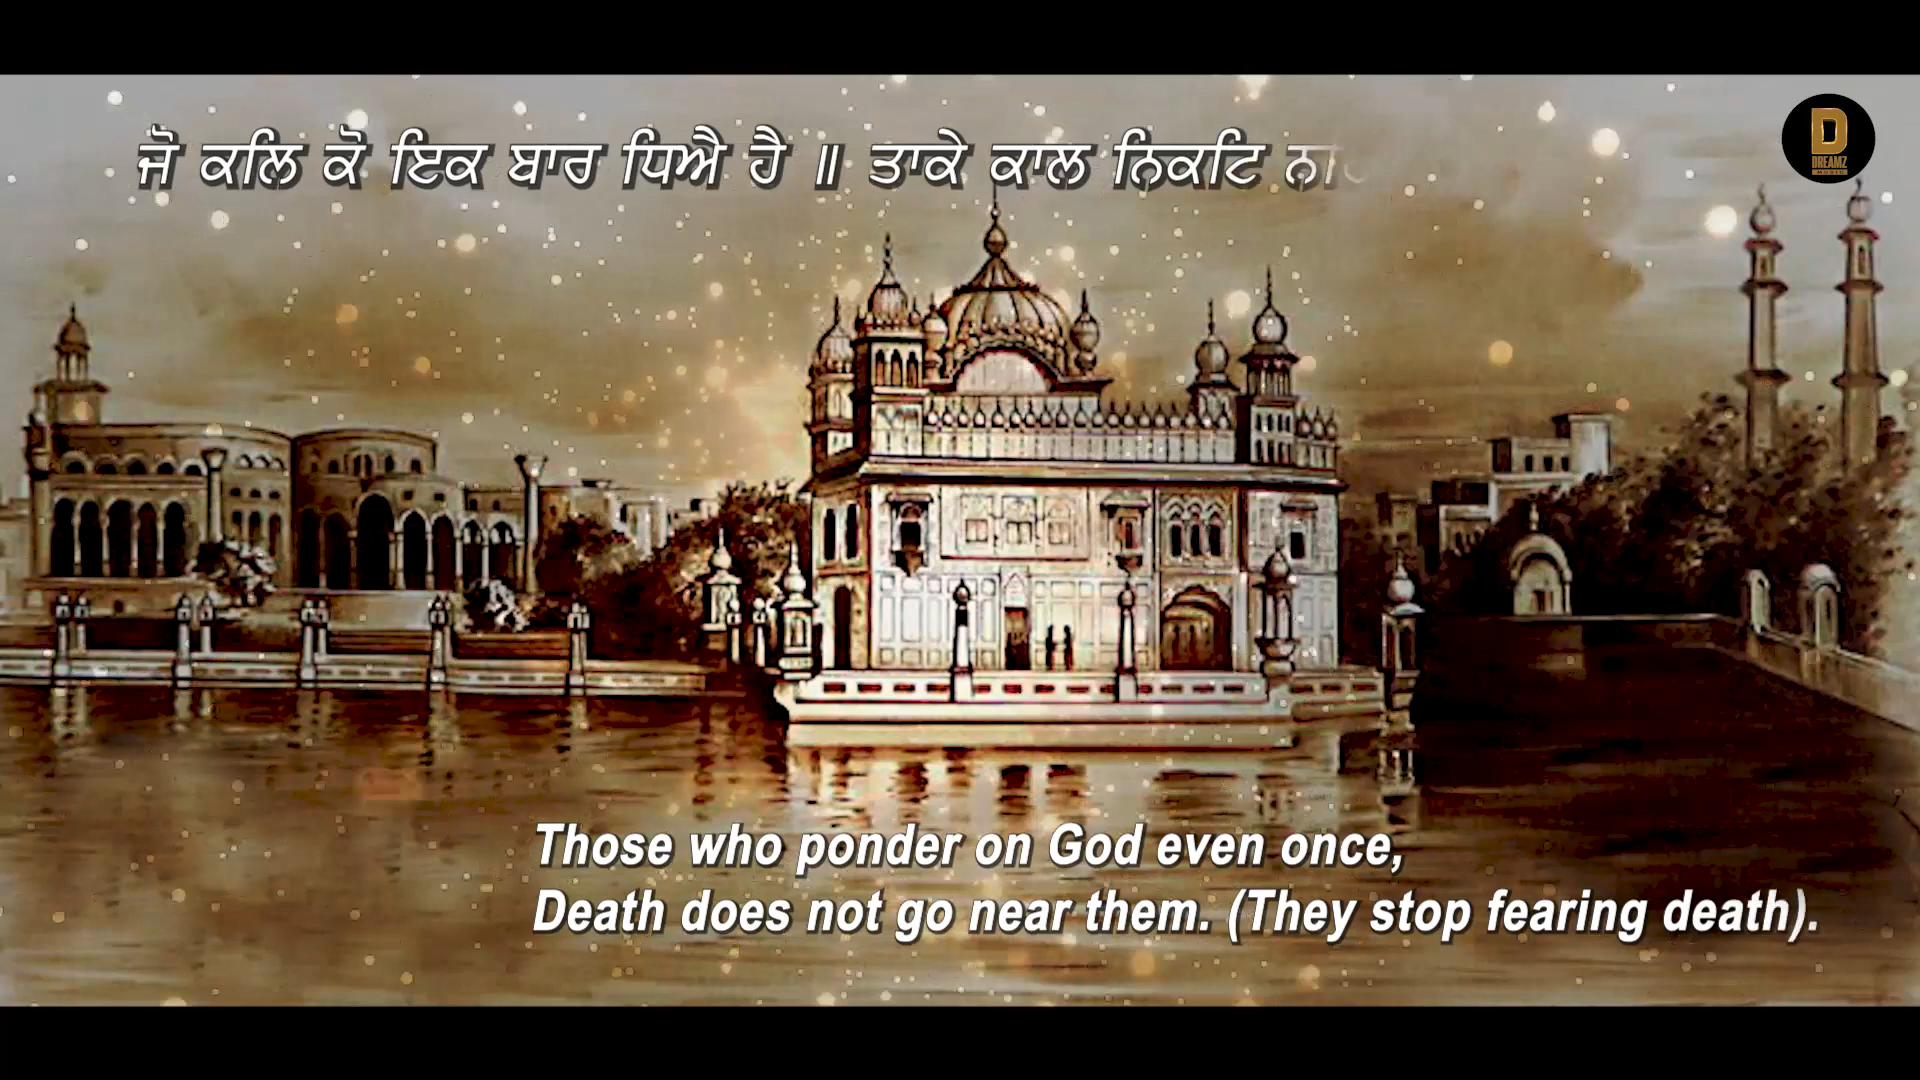 ਜੋ ਕਲਿ ਕੋ ਇਕ ਬਾਰ ਧਿਐ ਹੈ ॥ ਤਾਕੇ ਕਾਲ ਨਿਕਟਿ
D
DREAMZ
MUSIC
Those who ponder on God even once,
Death does not go near them. (They stop fearing death).